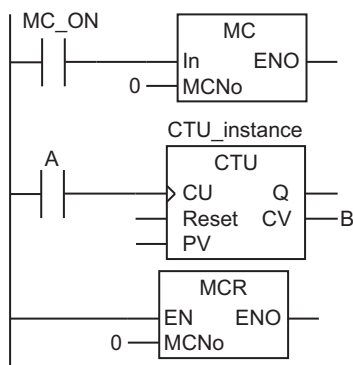 MC_ON
MC
In ENO
0 MCNo
CTU_instance
A
CTU
CU Q
Reset CV B
PV
MCR
EN ENO
0 MCNo